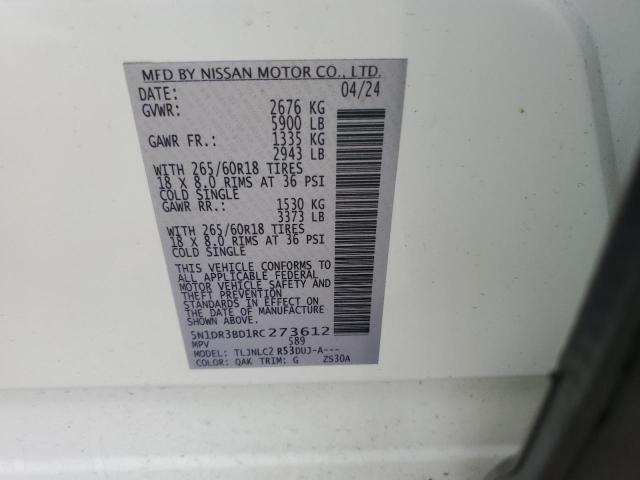 MFD BY NISSAN MOTOR CO., LTD.
DATE: 04/24
GVWR: 2676 KG
5900 LB
GAWR FR.: 1335 KG
2943 LB
WITH 265/60R18 TIRES
18 X 8.0 RIMS AT 36 PSI
COLD SINGLE
GAWR RR.: 1530 KG
3373 LB
WITH 265/60R18 TIRES
18 X 8.0 RIMS AT 36 PSI
COLD SINGLE
THIS VEHICLE CONFORMS TO
ALL APPLICABLE FEDERAL
MOTOR VEHICLE SAFETY AND
THEFT PREVENTION
STANDARDS IN EFFECT ON
THE DATE OF MANUFACTURE
SHOWN ABOVE.
5N1DR3BD1RC273612
MPV 589
MODEL: TLJNLC2 R53DUJ-A---
COLOR: QAK TRIM: G ZS30A